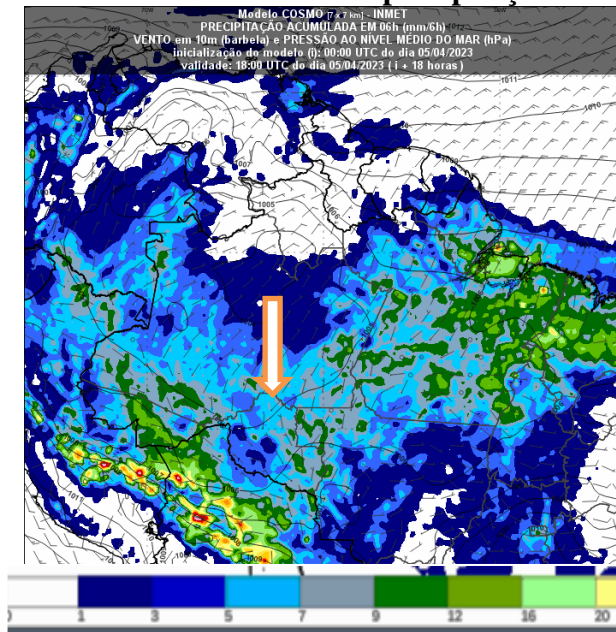 Modelo COSMO [7 x 7 km] - INMET
PRECIPITAÇÃO ACUMULADA EM 06h (mm/6h)
VENTO em 10m (barbela) e PRESSÃO AO NÍVEL MÉDIO DO MAR (hPa)
inicialização do modelo (i): 00:00 UTC do dia 05/04/2023
validade: 18:00 UTC do dia 05/04/2023 ( i + 18 horas )
1012
1011
1010
1009
1007
1005
1011
1009
1 3 5 7 9 12 16 20